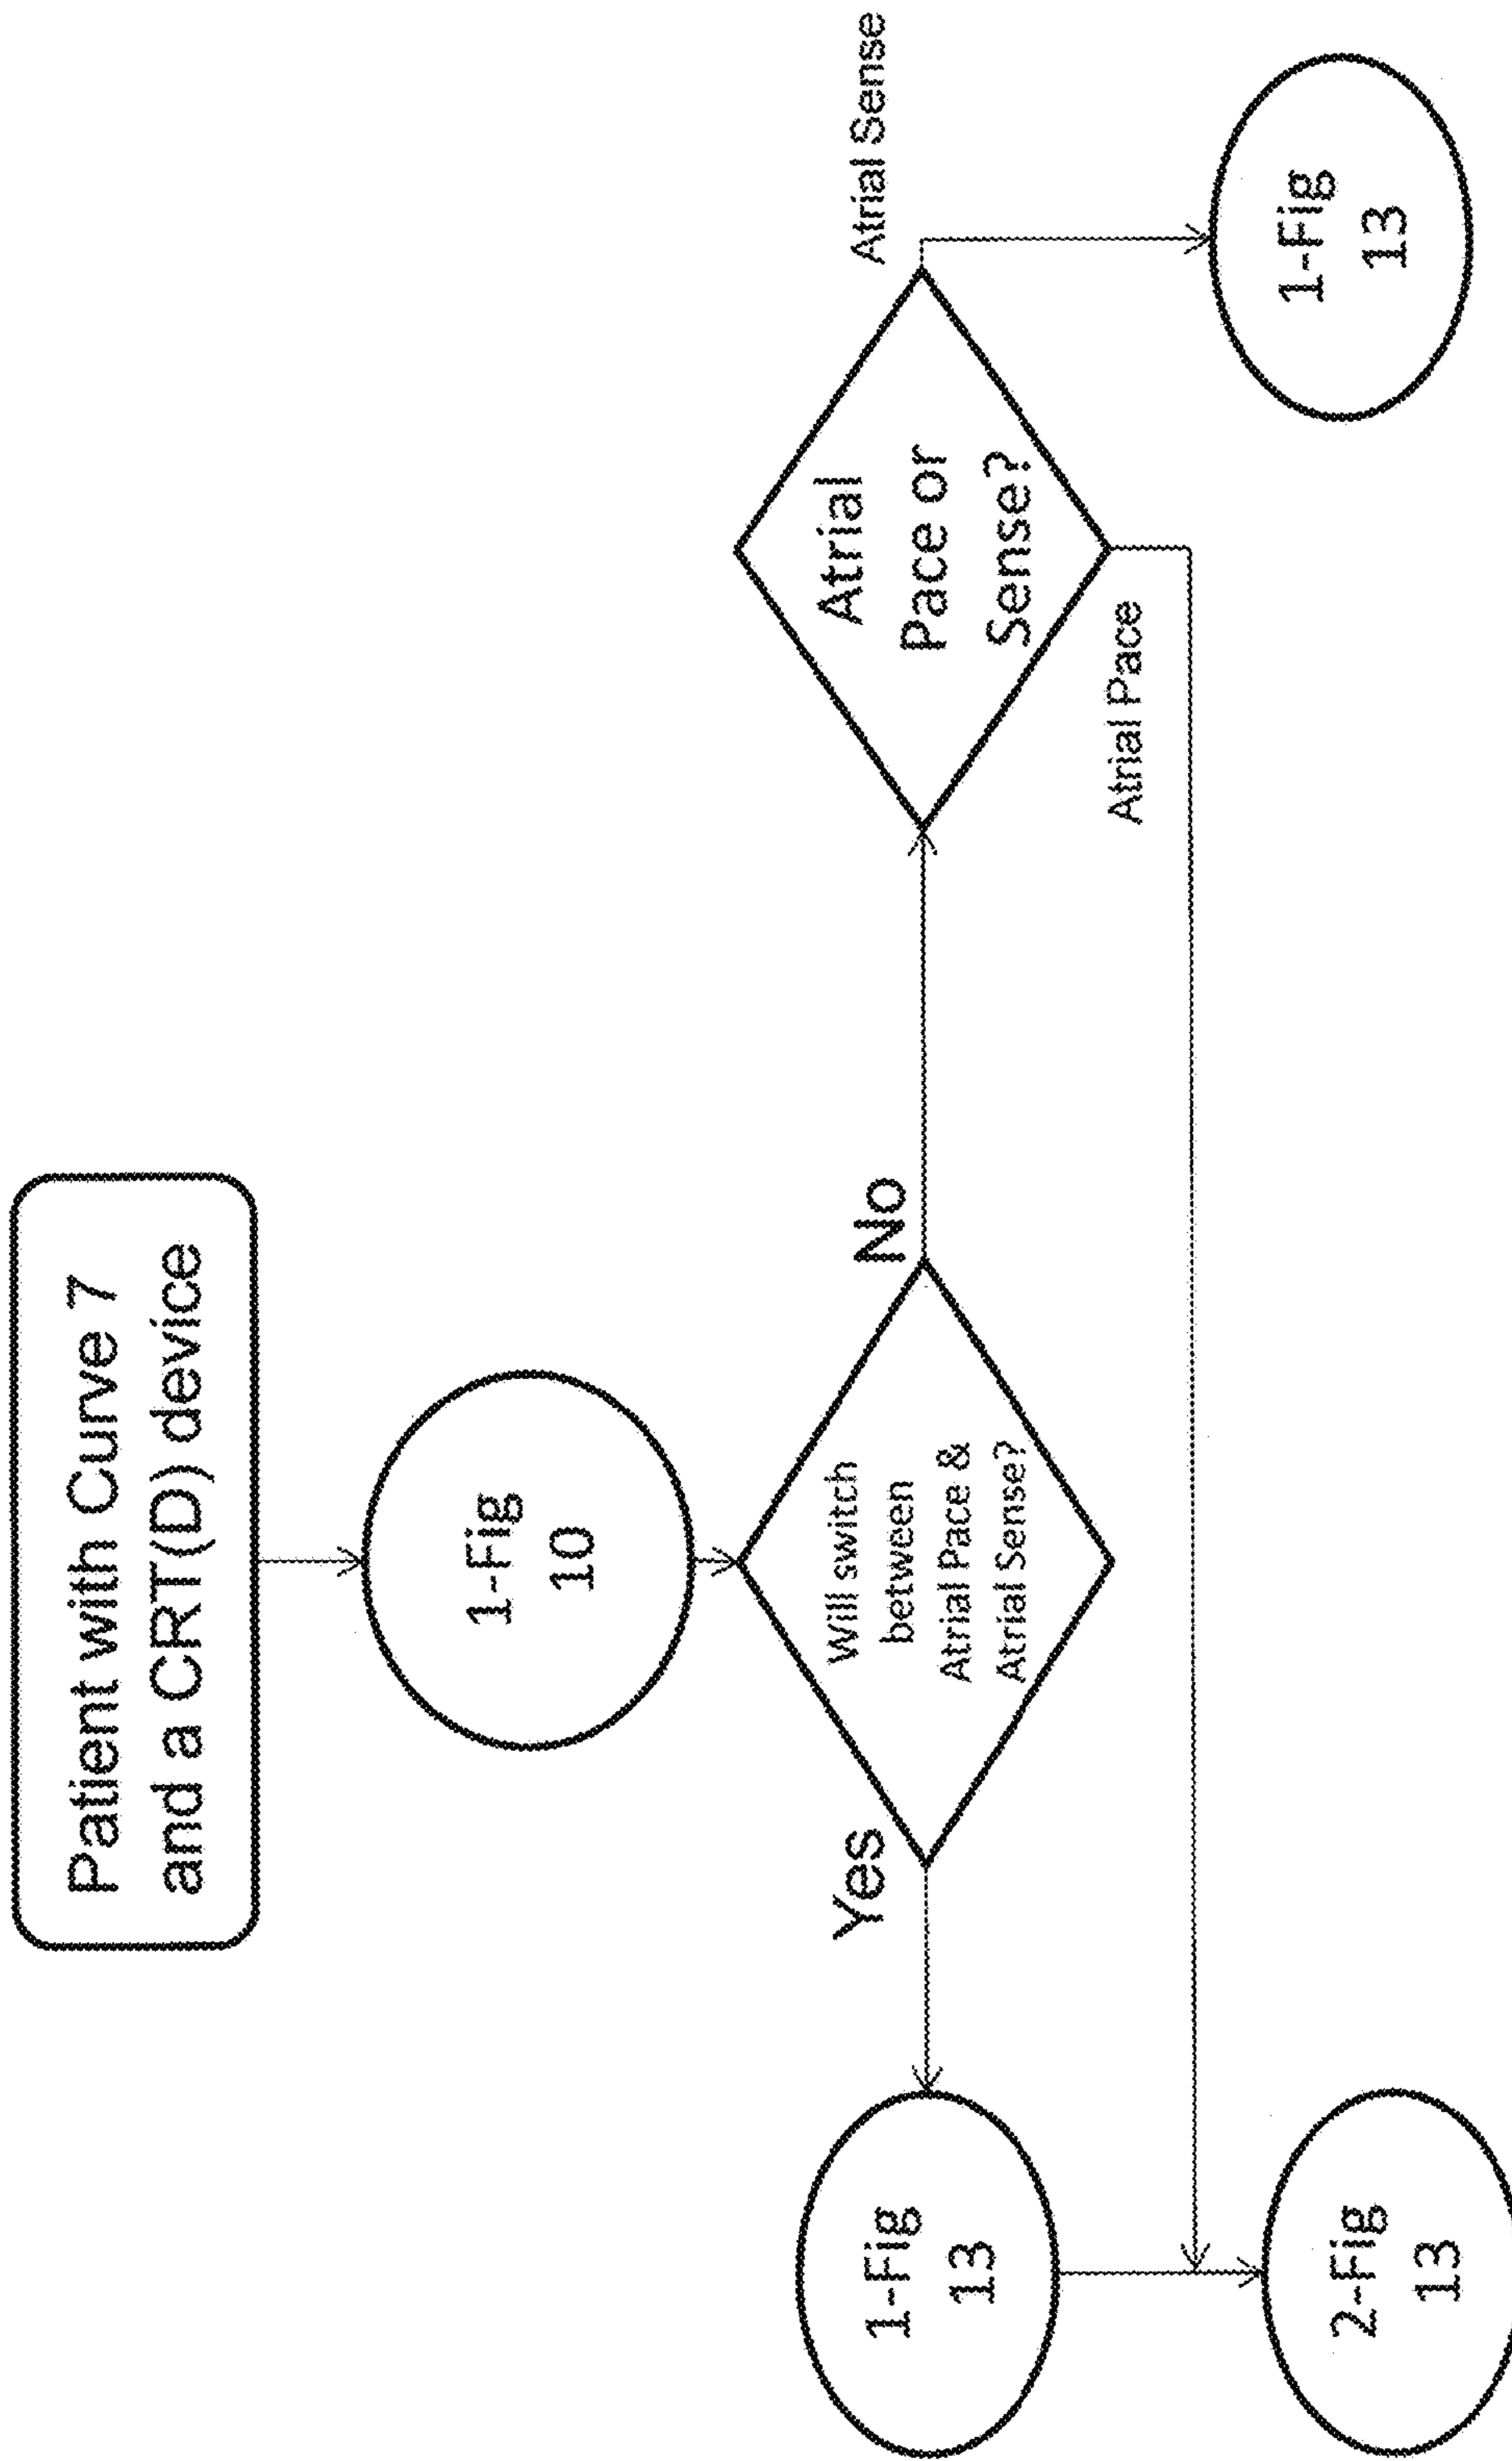 Patient with Curve 7
and a CRT(D) device
1-Fig
10
Will switch
between
Atrial Pace &
Atrial Sense?
Yes
No
1-Fig
13
2-Fig
13
Atrial
Pace or
Sense?
Atrial Pace
Atrial Sense
1-Fig
13